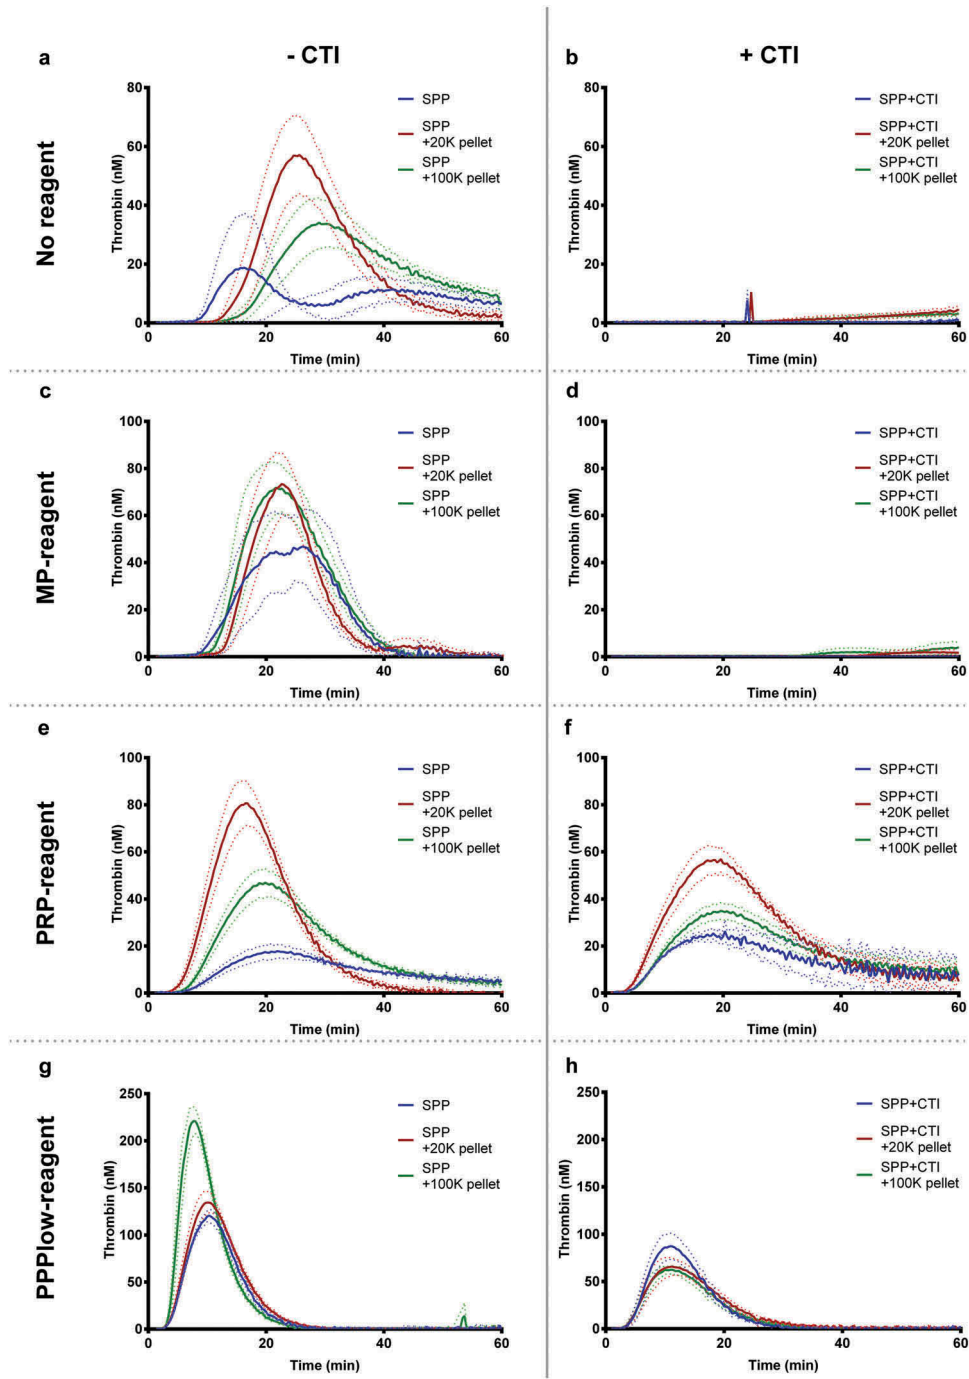 - CTI
+ CTI
No reagent
a
80
60
40
20
0
Thrombin (nM)
0
20
40
60
Time (min)
SPP
SPP
+20K pellet
SPP
+100K pellet
b
80
60
40
20
0
Thrombin (nM)
0
20
40
60
Time (min)
SPP+CTI
SPP+CTI
+20K pellet
SPP+CTI
+100K pellet
MP-reagent
c
100
80
60
40
20
0
Thrombin (nM)
0
20
40
60
Time (min)
SPP
SPP
+20K pellet
SPP
+100K pellet
d
100
80
60
40
20
0
Thrombin (nM)
0
20
40
60
Time (min)
SPP+CTI
SPP+CTI
+20K pellet
SPP+CTI
+100K pellet
PRP-reagent
e
100
80
60
40
20
0
Thrombin (nM)
0
20
40
60
Time (min)
SPP
SPP
+20K pellet
SPP
+100K pellet
f
100
80
60
40
20
0
Thrombin (nM)
0
20
40
60
Time (min)
SPP+CTI
SPP+CTI
+20K pellet
SPP+CTI
+100K pellet
PPPlow-reagent
g
250
200
150
100
50
0
Thrombin (nM)
0
20
40
60
Time (min)
SPP
SPP
+20K pellet
SPP
+100K pellet
h
250
200
150
100
50
0
Thrombin (nM)
0
20
40
60
Time (min)
SPP+CTI
SPP+CTI
+20K pellet
SPP+CTI
+100K pellet